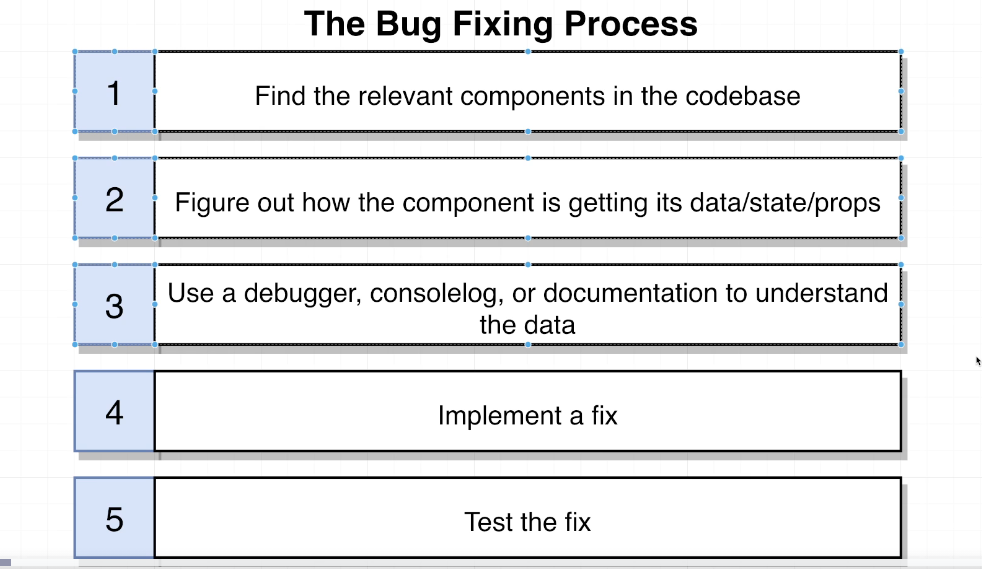 The Bug Fixing Process
1
Find the relevant components in the codebase
2
Figure out how the component is getting its data/state/props
3
Use a debugger, consolelog, or documentation to understand
the data
4
Implement a fix
5
Test the fix